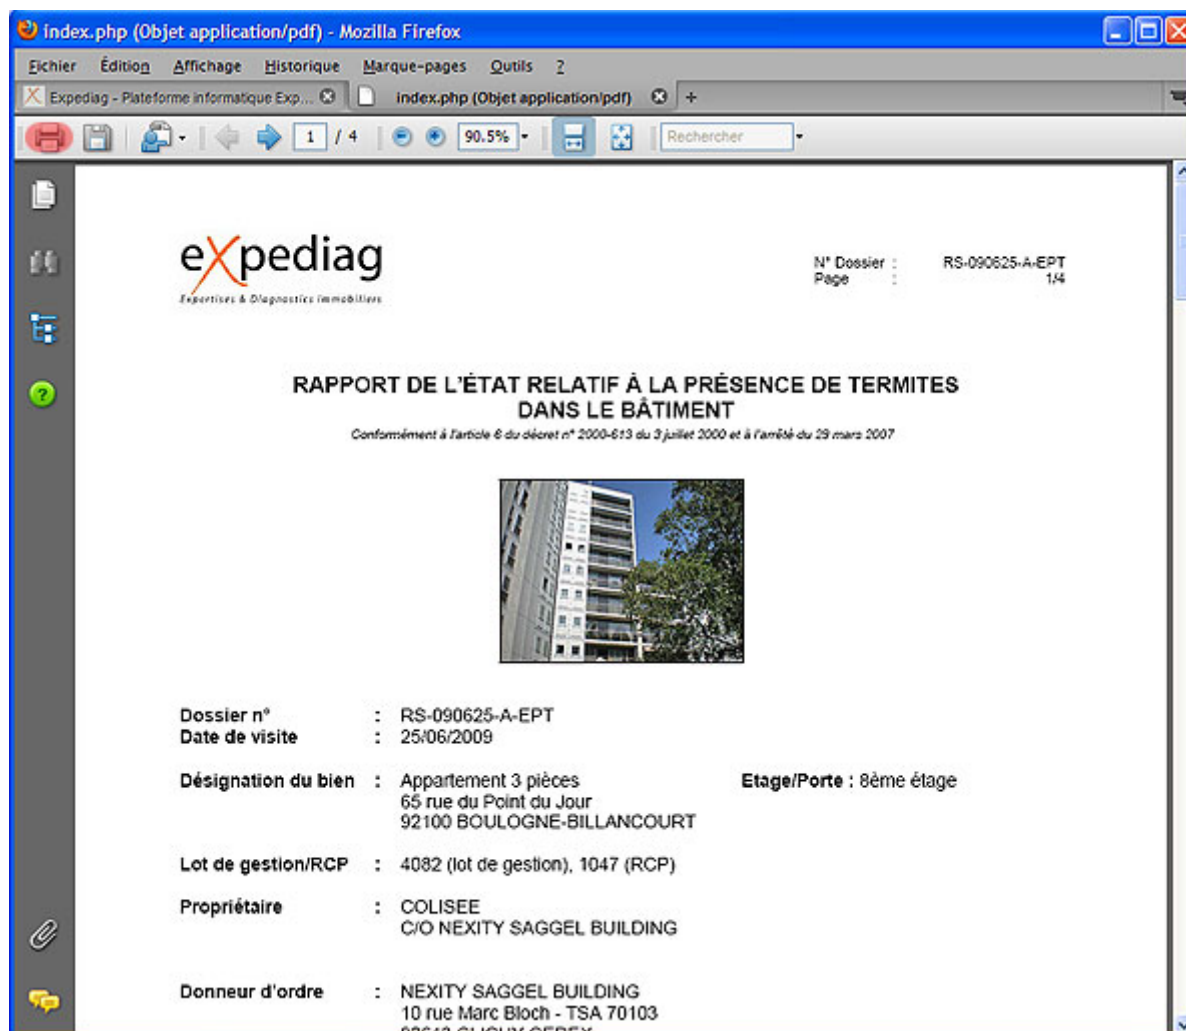 index.php (Objet application/pdf) - Mozilla Firefox
Fichier Édition Affichage Historique Marque-pages Outils ?
Expediag - Plateforme informatique Exp... index.php (Objet application/pdf) +
1 / 4 90.5% Rechercher
expediag
Expertises & Diagnostics immobiliers
N° Dossier : RS-090625-A-EPT
Page : 1/4
RAPPORT DE L'ÉTAT RELATIF À LA PRÉSENCE DE TERMITES
DANS LE BÂTIMENT
Conformément à l'article 6 du décret n° 2000-613 du 3 juillet 2000 et à l'arrêté du 29 mars 2007
Dossier n° : RS-090625-A-EPT
Date de visite : 25/06/2009
Désignation du bien : Appartement 3 pièces Etage/Porte : 8ème étage
65 rue du Point du Jour
92100 BOULOGNE-BILLANCOURT
Lot de gestion/RCP : 4082 (lot de gestion), 1047 (RCP)
Propriétaire : COLISEE
C/O NEXITY SAGGEL BUILDING
Donneur d'ordre : NEXITY SAGGEL BUILDING
10 rue Marc Bloch - TSA 70103